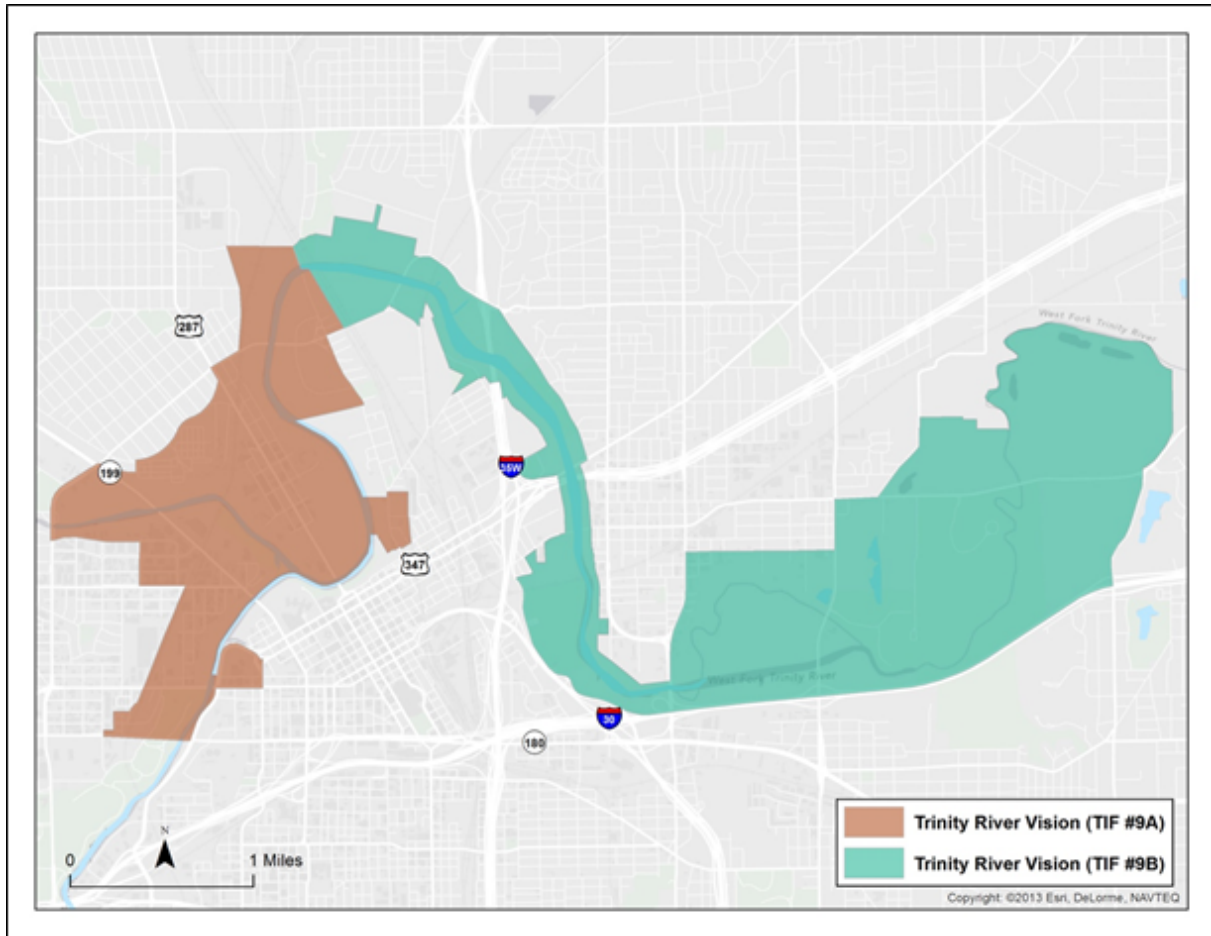 West Fork Trinity River
287
199
35W
347
West Fork Trinity River
30
180
N
0
1 Miles
Trinity River Vision (TIF #9A)
Trinity River Vision (TIF #9B)
Copyright: ©2013 Esri, DeLorme, NAVTEQ